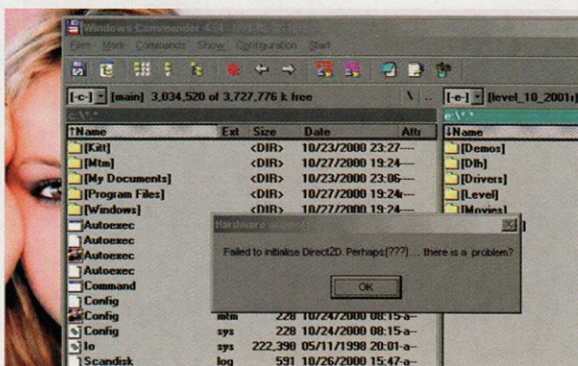 Windows Commander
Files Mark Commands Show Configuration Start
[-c-] [main] 3,034,520 of 3,727,776 k free \ .. [-e-] [level_10_2001r]
c:\*.* e:\*.*
↑Name Ext Size Date Attr ↓Name
[Kitt] <DIR> 10/23/2000 23:27---- [Demos]
[Mtm] <DIR> 10/27/2000 19:24---- [Dlh]
[My Documents] <DIR> 10/23/2000 23:06---- [Drivers]
[Program Files] <DIR> 10/27/2000 19:24r--- [Level]
[Windows] <DIR> 10/27/2000 19:24---- [Movies]
Autoexec
Autoexec
Autoexec
Autoexec
Command
Config
Config mtm 228 10/24/2000 08:15-a--
Config sys 228 10/24/2000 08:15-a--
Io sys 222,390 05/11/1998 20:01-a--
Scandisk log 591 10/26/2000 15:47-a--
Failed to initialise Direct2D. Perhaps(???)... there is a problem?
OK